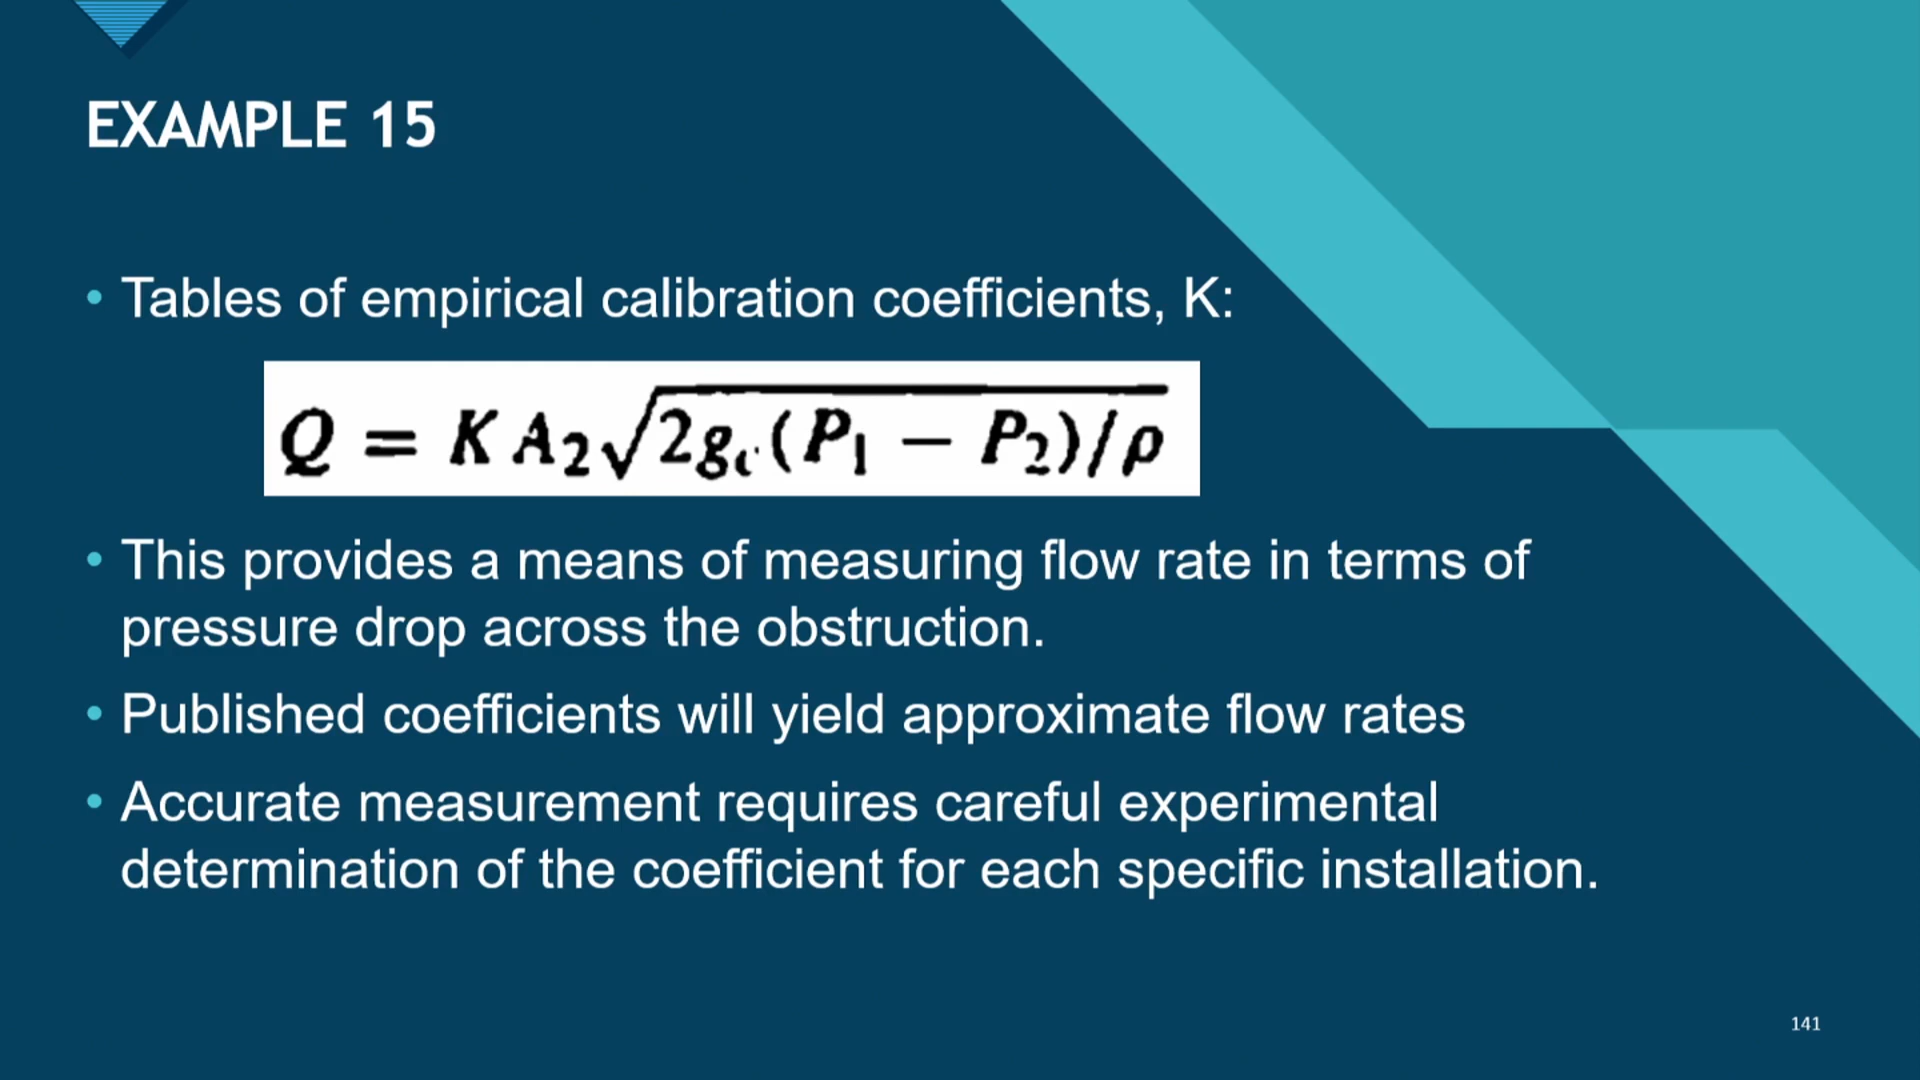 EXAMPLE 15
• Tables of empirical calibration coefficients, K:
Q = K A₂√2g_c(P₁ − P₂)/ρ
• This provides a means of measuring flow rate in terms of
pressure drop across the obstruction.
• Published coefficients will yield approximate flow rates
• Accurate measurement requires careful experimental
determination of the coefficient for each specific installation.
141